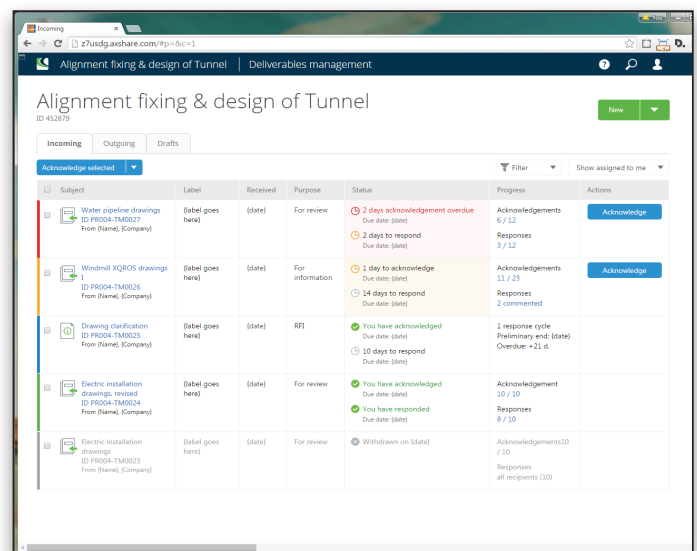 You
Incoming
z7usdg.axshare.com/#p=&c=1
D.
Alignment fixing & design of Tunnel | Deliverables management
Alignment fixing & design of Tunnel
ID 452879
New
Incoming Outgoing Drafts
Acknowledge selected
Filter
Show assigned to me
Subject Label Received Purpose Status Progress Actions
Water pipeline drawings
ID PR004-TM0027
From {Name}, {Company}
{label goes
here}
{date}
For review
2 days acknowledgement overdue
Due date: {date}
2 days to respond
Due date: {date}
Acknowledgements
6 / 12
Responses
3 / 12
Acknowledge
Windmill XQROS drawings
!
ID PR004-TM0026
From {Name}, {Company}
{label goes
here}
{date}
For
information
1 day to acknowledge
Due date: {date}
14 days to respond
Due date: {date}
Acknowledgements
11 / 23
Responses
2 commented
Acknowledge
Drawing clarification
ID PR004-TM0025
From {Name}, {Company}
{label goes
here}
{date}
RFI
You have acknowledged
Due date: {date}
10 days to respond
Due date: {date}
1 response cycle
Preliminary end: {date}
Overdue: +21 d.
Electric installation
drawings, revised
ID PR004-TM0024
From {Name}, {Company}
{label goes
here}
{date}
For review
You have acknowledged
Due date: {date}
You have responded
Due date: {date}
Acknowledgement
10 / 10
Responses
8 / 10
Electric installation
drawings
ID PR004-TM0023
From {Name}, {Company}
{label goes
here}
{date}
For review
Withdrawn on {date}
Acknowledgements10
/ 10
Responses
all recipients (10)